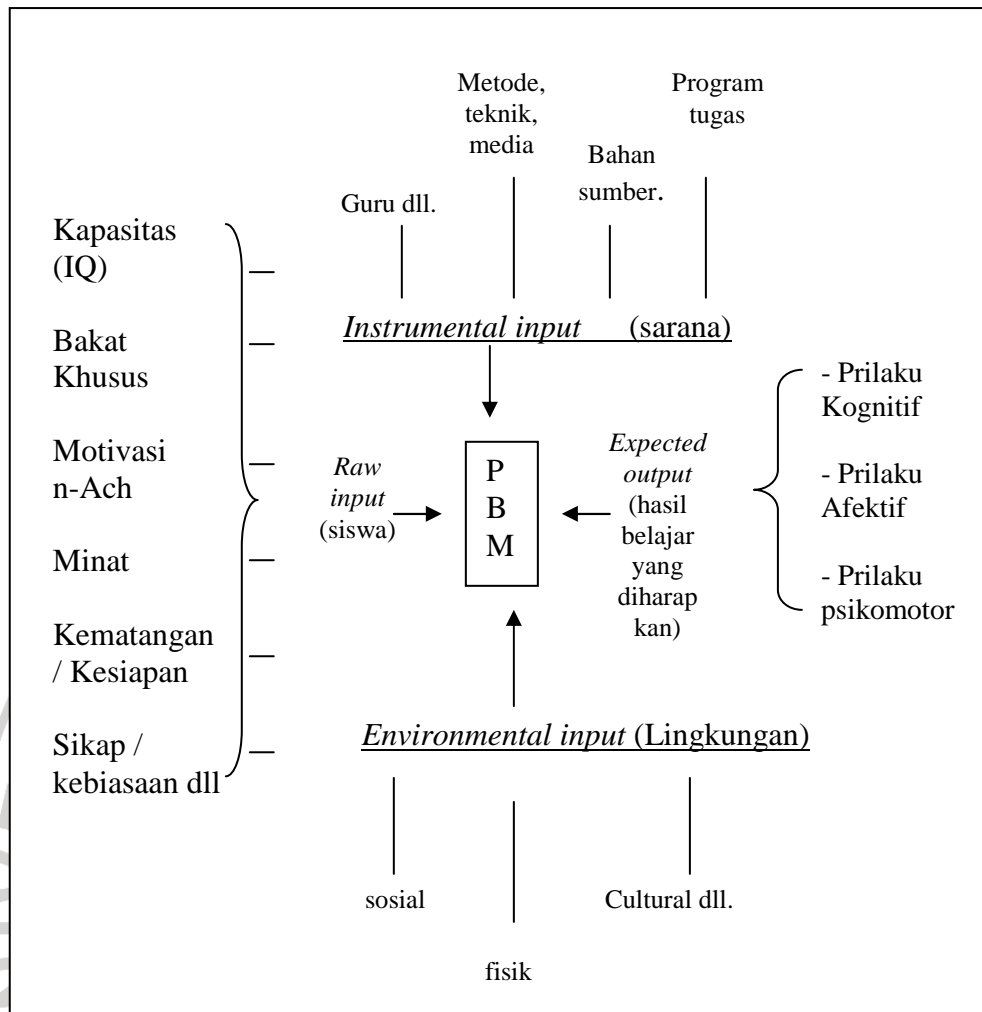 Metode,
teknik,
media
Program
tugas
Bahan
sumber.
Guru dll.
Kapasitas
(IQ)
Bakat
Khusus
Motivasi
n-Ach
Minat
Kematangan
/ Kesiapan
Sikap /
kebiasaan dll
Instrumental input (sarana)
Raw
input
(siswa)
P
B
M
Expected
output
(hasil
belajar
yang
diharap
kan)
- Prilaku
Kognitif
- Prilaku
Afektif
- Prilaku
psikomotor
Environmental input (Lingkungan)
sosial
fisik
Cultural dll.